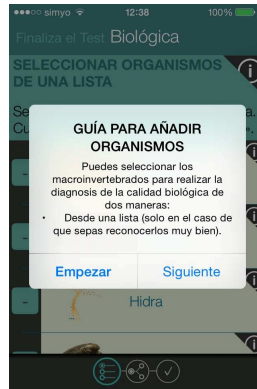 simyo 12:38 100%
Finaliza el Test Biológica
SELECCIONAR ORGANISMOS
DE UNA LISTA
GUÍA PARA AÑADIR
ORGANISMOS
Puedes seleccionar los
macroinvertebrados para realizar la
diagnosis de la calidad biológica de
dos maneras:
• Desde una lista (solo en el caso de
que sepas reconocerlos muy bien).
Empezar Siguiente
Hidra